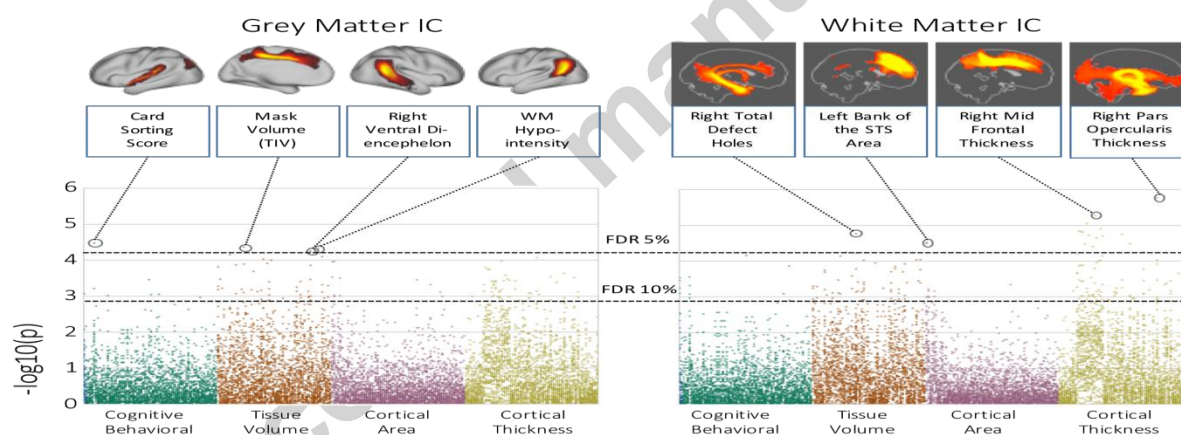 Grey Matter IC
White Matter IC
Card
Sorting
Score
Mask
Volume
(TIV)
Right
Ventral Di-
encephelon
WM
Hypo-
intensity
Right Total
Defect
Holes
Left Bank of
the STS
Area
Right Mid
Frontal
Thickness
Right Pars
Opercularis
Thickness
6
5
4
3
2
1
0
-log10(p)
FDR 5%
FDR 10%
Cognitive
Behavioral
Tissue
Volume
Cortical
Area
Cortical
Thickness
Cognitive
Behavioral
Tissue
Volume
Cortical
Area
Cortical
Thickness